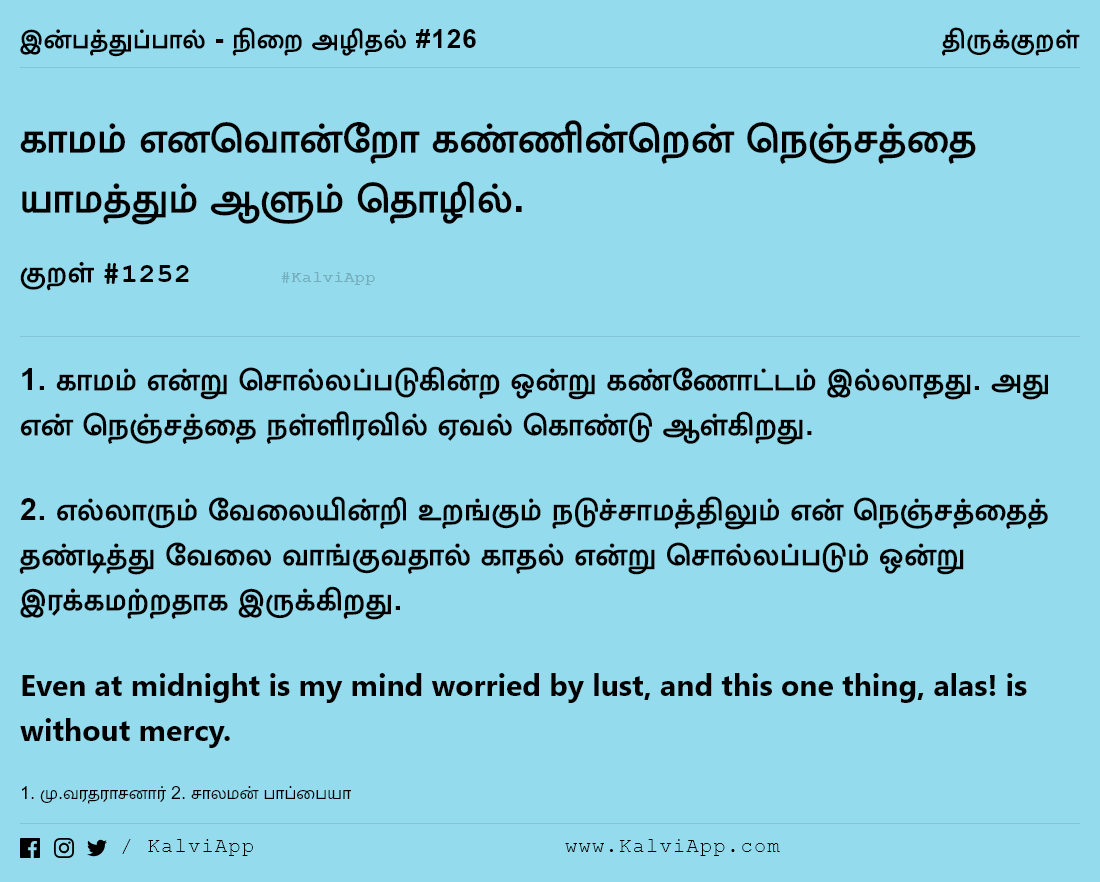 இன்பத்துப்பால் - நிறை அழிதல் #126
திருக்குறள்
காமம் எனவொன்றோ கண்ணின்றென் நெஞ்சத்தை
யாமத்தும் ஆளும் தொழில்.
குறள் #1252
#KalviApp
1. காமம் என்று சொல்லப்படுகின்ற ஒன்று கண்ணோட்டம் இல்லாதது. அது
என் நெஞ்சத்தை நள்ளிரவில் ஏவல் கொண்டு ஆள்கிறது.
2. எல்லாரும் வேலையின்றி உறங்கும் நடுச்சாமத்திலும் என் நெஞ்சத்தைத்
தண்டித்து வேலை வாங்குவதால் காதல் என்று சொல்லப்படும் ஒன்று
இரக்கமற்றதாக இருக்கிறது.
Even at midnight is my mind worried by lust, and this one thing, alas! is
without mercy.
1. மு.வரதராசனார் 2. சாலமன் பாப்பையா
/ KalviApp
www.KalviApp.com